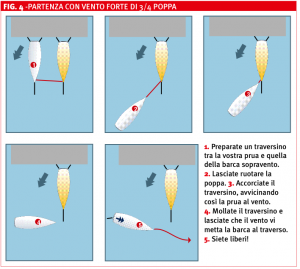 FIG. 4 -PARTENZA CON VENTO FORTE DI 3/4 POPPA
1
2
3
4
5
1. Preparate un traversino
tra la vostra prua e quella
della barca sopravento.
2. Lasciate ruotare la
poppa. 3. Accorciate il
traversino, avvicinando
così la prua al vento.
4. Mollate il traversino e
lasciate che il vento vi
metta la barca al traverso.
5. Siete liberi!